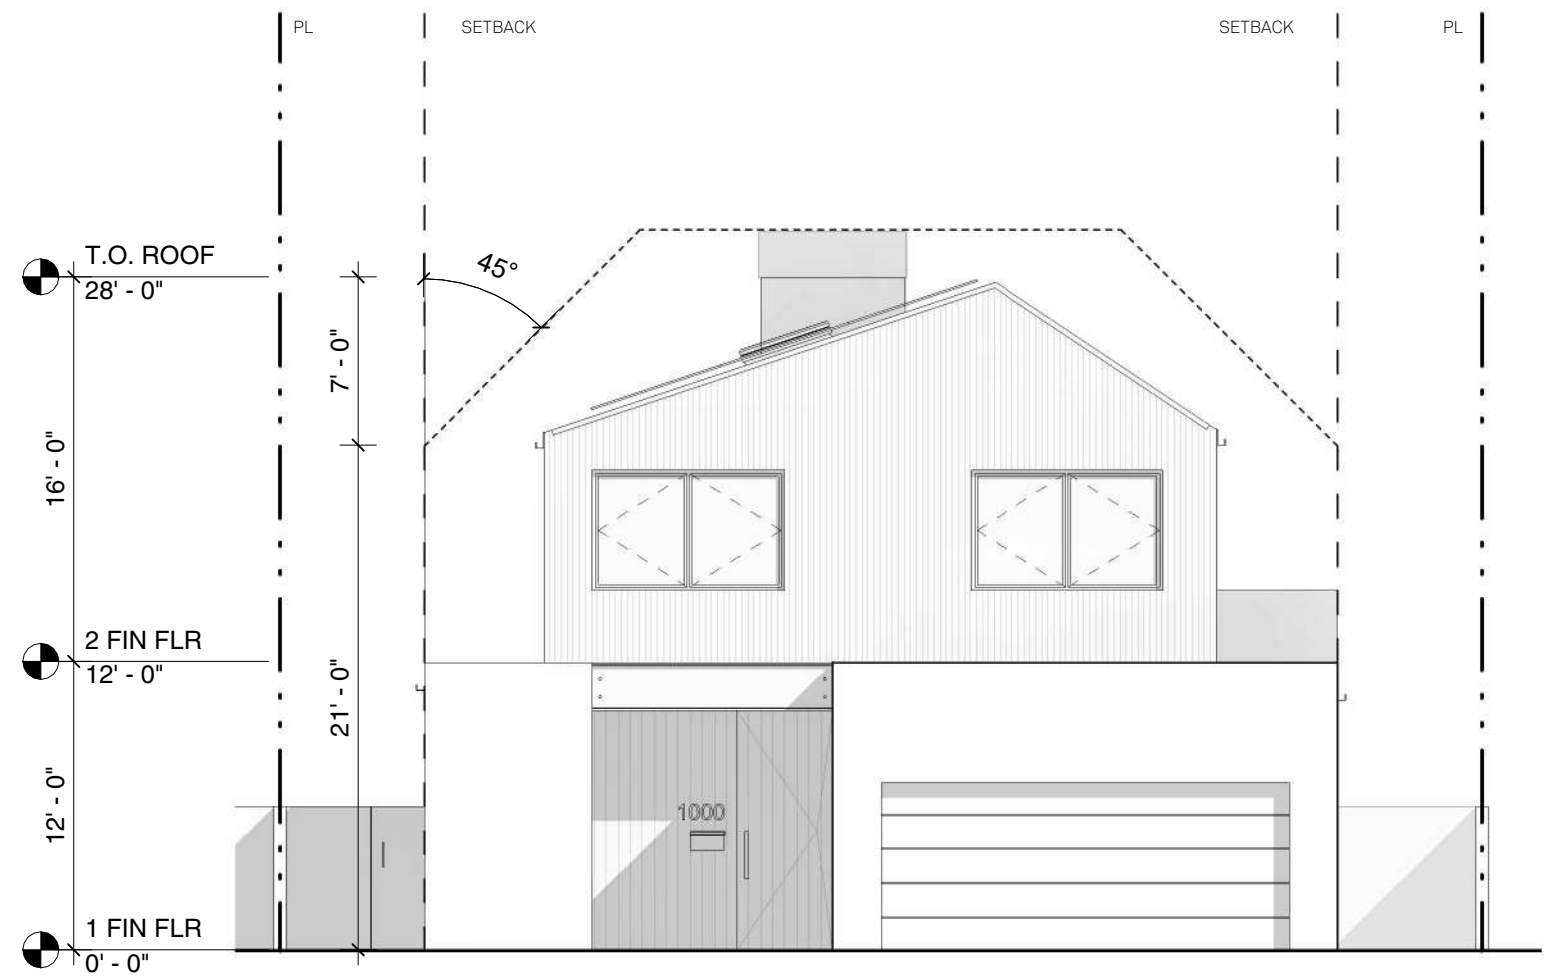 PL
SETBACK
SETBACK
PL
T.O. ROOF
28' - 0"
45°
7' - 0"
16' - 0"
2 FIN FLR
12' - 0"
21' - 0"
12' - 0"
1000
1 FIN FLR
0' - 0"